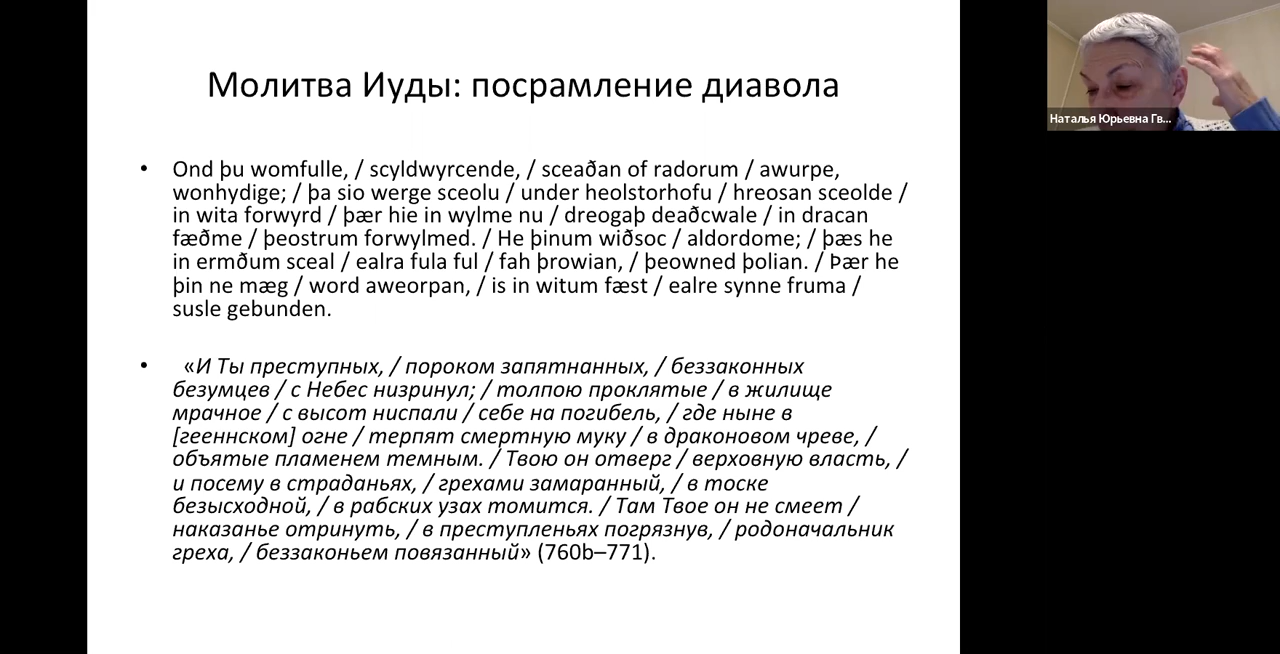 Молитва Иуды: посрамление диавола
• Ond þu womfulle, / scyldwyrcende, / sceaðan of radorum / awurpe,
wonhydige; / þa sio werge sceolu / under heolstorhofu / hreosan sceolde /
in wita forwyrd / þær hie in wylme nu / dreogaþ deaðcwale / in dracan
fæðme / þeostrum forwylmed. / He þinum wiðsoc / aldordome; / þæs he
in ermðum sceal / ealra fula ful / fah þrowian, / þeowned þolian. / Þær he
þin ne mæg / word aweorpan, / is in witum fæst / ealre synne fruma /
susle gebunden.
• «И Ты преступных, / пороком запятнанных, / беззаконных
безумцев / с Небес низринул; / толпою проклятые / в жилище
мрачное / с высот ниспали / себе на погибель, / где ныне в
[гееннском] огне / терпят смертную муку / в драконовом чреве, /
объятые пламенем темным. / Твою он отверг / верховную власть, /
и посему в страданьях, / грехами замаранный, / в тоске
безысходной, / в рабских узах томится. / Там Твое он не смеет /
наказанье отринуть, / в преступленьях погрязнув, / родоначальник
греха, / беззаконьем повязанный» (760b–771).
Наталья Юрьевна Гв...